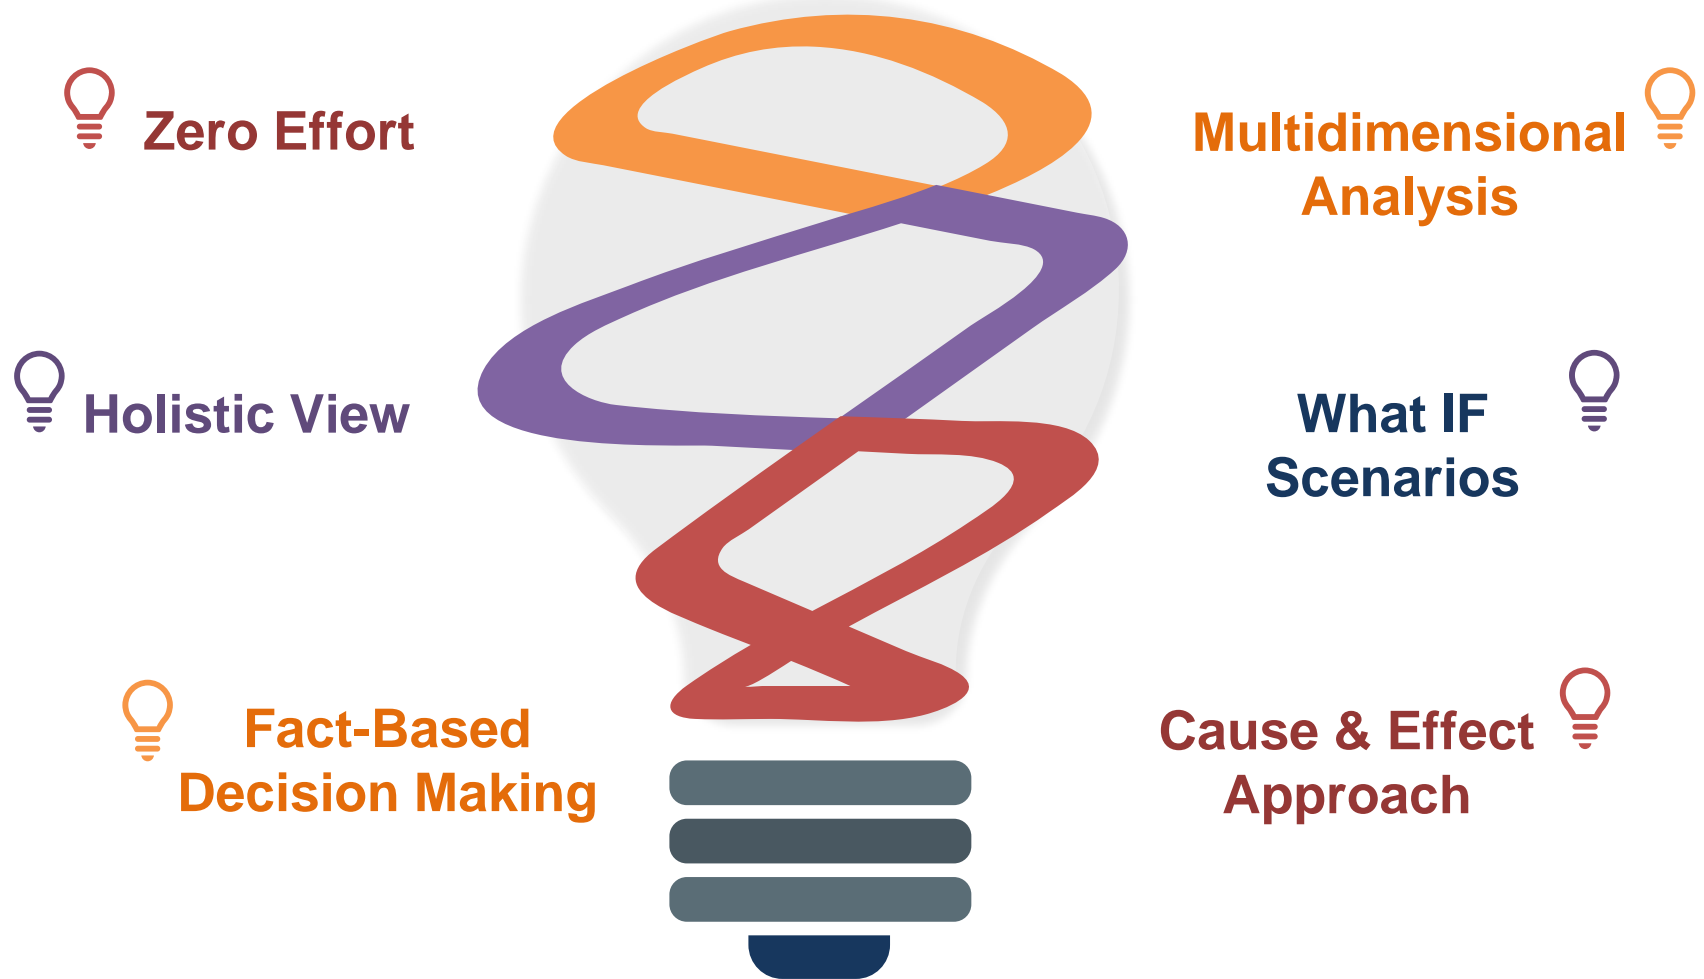 Zero Effort
Multidimensional
Analysis
Holistic View
What IF
Scenarios
Fact-Based
Decision Making
Cause & Effect
Approach